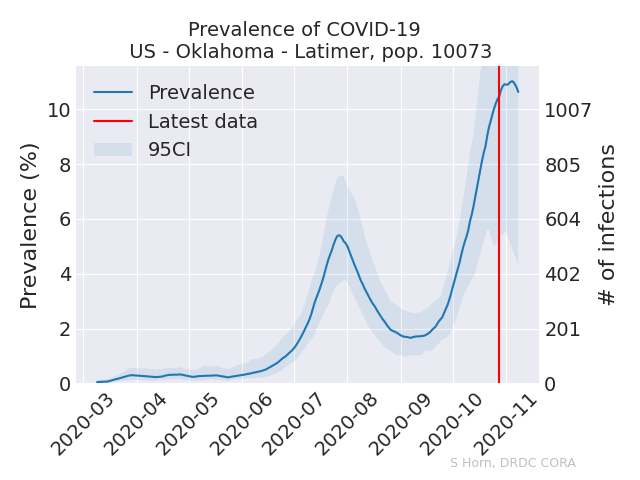 Prevalence of COVID-19
US - Oklahoma - Latimer, pop. 10073
Prevalence
Latest data
95CI
Prevalence (%)
10
8
6
4
2
0
1007
805
604
402
201
0
# of infections
2020-03
2020-04
2020-05
2020-06
2020-07
2020-08
2020-09
2020-10
2020-11
S Horn, DRDC CORA